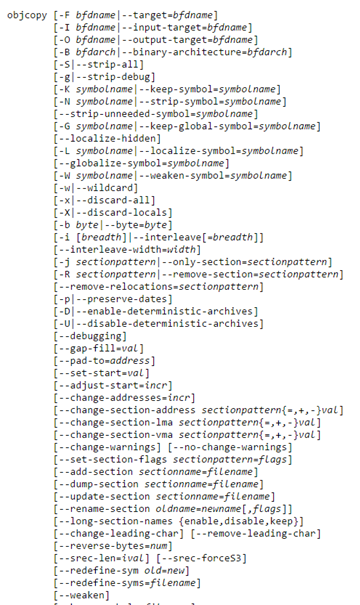 objcopy [-F bfdname|--target=bfdname]
[-I bfdname|--input-target=bfdname]
[-O bfdname|--output-target=bfdname]
[-B bfdarch|--binary-architecture=bfdarch]
[-S|--strip-all]
[-g|--strip-debug]
[-K symbolname|--keep-symbol=symbolname]
[-N symbolname|--strip-symbol=symbolname]
[--strip-unneeded-symbol=symbolname]
[-G symbolname|--keep-global-symbol=symbolname]
[--localize-hidden]
[-L symbolname|--localize-symbol=symbolname]
[--globalize-symbol=symbolname]
[-W symbolname|--weaken-symbol=symbolname]
[-w|--wildcard]
[-x|--discard-all]
[-X|--discard-locals]
[-b byte|--byte=byte]
[-i [breadth]|--interleave[=breadth]]
[--interleave-width=width]
[-j sectionpattern|--only-section=sectionpattern]
[-R sectionpattern|--remove-section=sectionpattern]
[--remove-relocations=sectionpattern]
[-p|--preserve-dates]
[-D|--enable-deterministic-archives]
[-U|--disable-deterministic-archives]
[--debugging]
[--gap-fill=val]
[--pad-to=address]
[--set-start=val]
[--adjust-start=incr]
[--change-addresses=incr]
[--change-section-address sectionpattern{=,+,-}val]
[--change-section-lma sectionpattern{=,+,-}val]
[--change-section-vma sectionpattern{=,+,-}val]
[--change-warnings] [--no-change-warnings]
[--set-section-flags sectionpattern=flags]
[--add-section sectionname=filename]
[--dump-section sectionname=filename]
[--update-section sectionname=filename]
[--rename-section oldname=newname[,flags]]
[--long-section-names {enable,disable,keep}]
[--change-leading-char] [--remove-leading-char]
[--reverse-bytes=num]
[--srec-len=ival] [--srec-forceS3]
[--redefine-sym old=new]
[--redefine-syms=filename]
[--weaken]